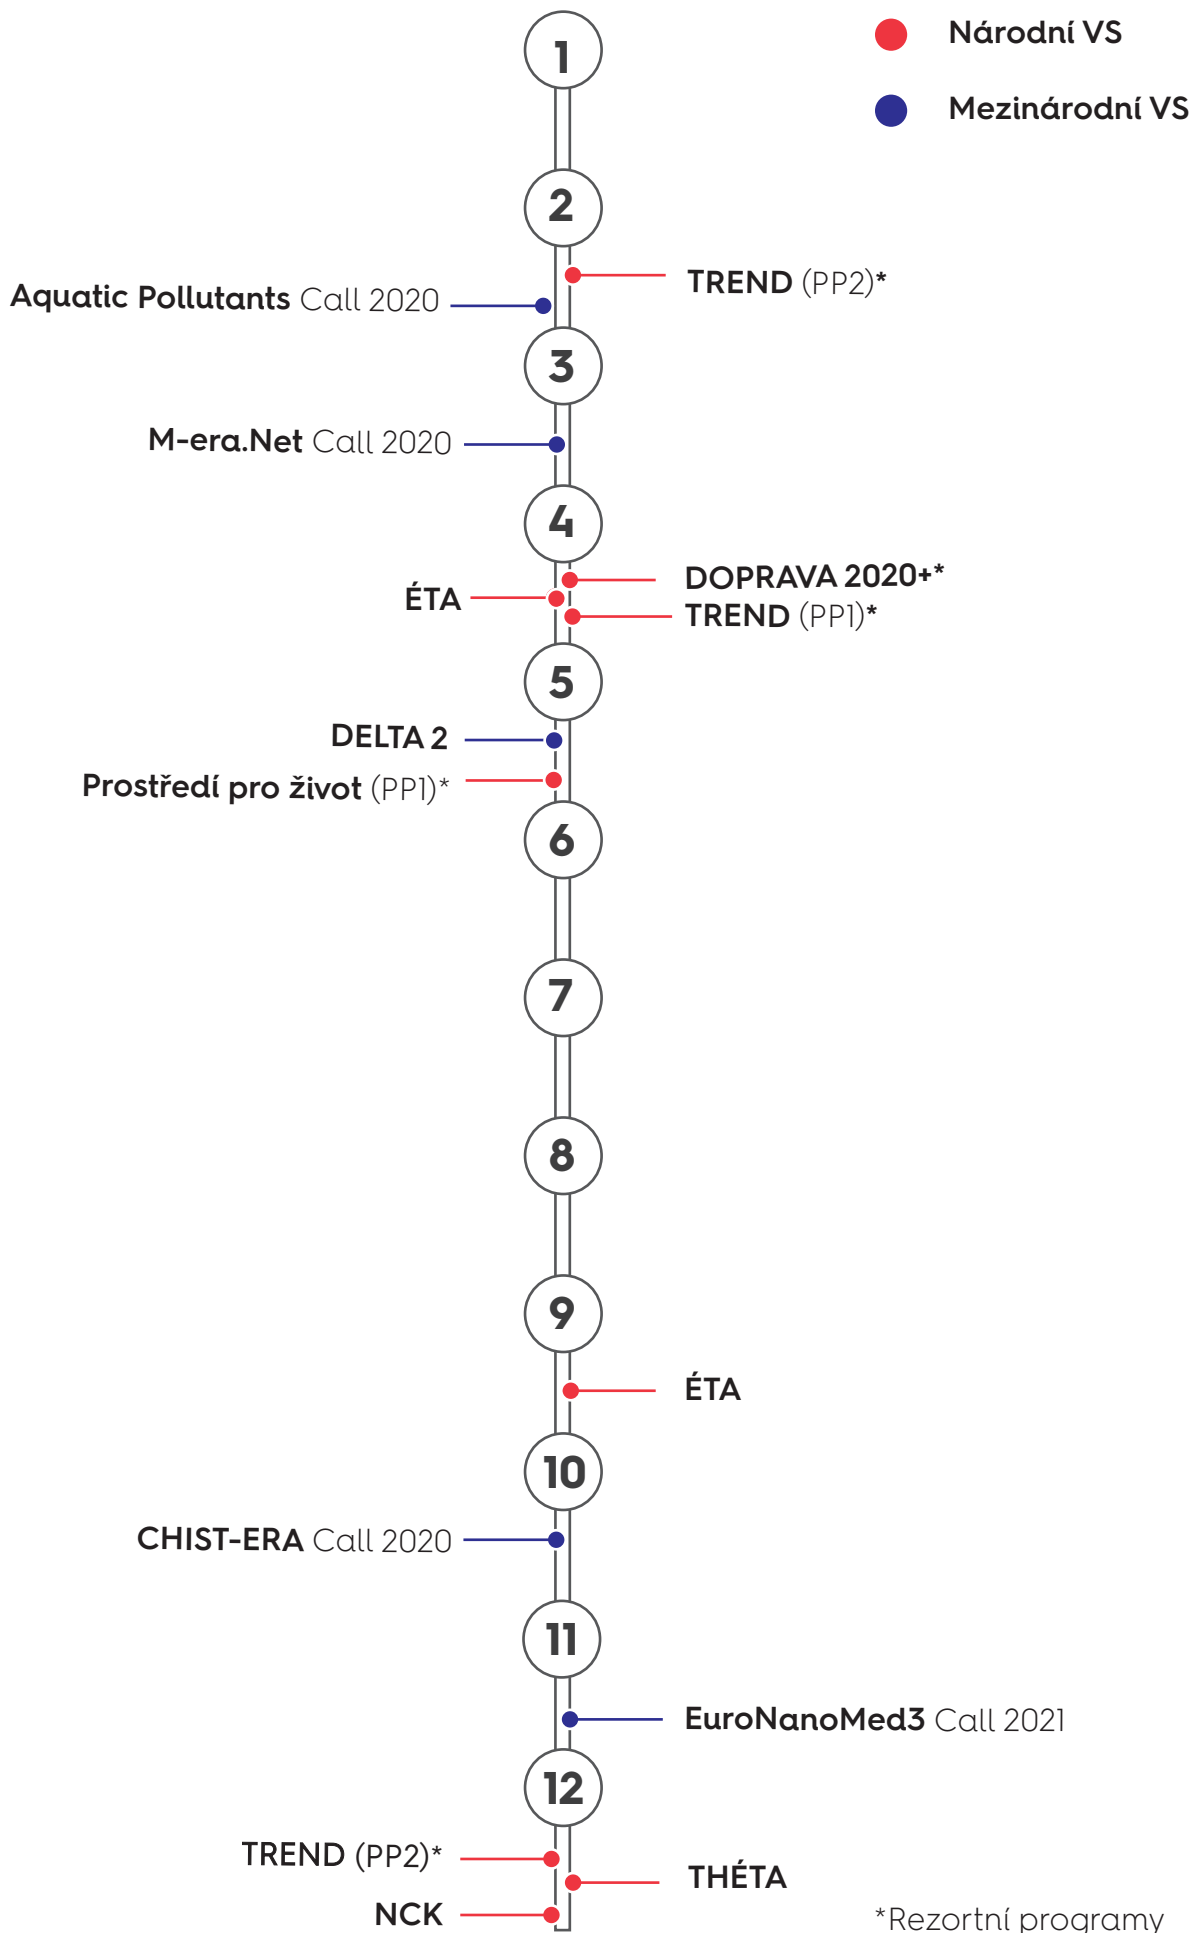 Národní VS
1
Mezinárodní VS
2
TREND (PP2)*
Aquatic Pollutants Call 2020
3
M-era.Net Call 2020
4
DOPRAVA 2020+*
ÉTA
TREND (PP1)*
5
DELTA 2
Prostředí pro život (PP1)*
6
7
8
9
ÉTA
10
CHIST-ERA Call 2020
11
EuroNanoMed3 Call 2021
12
TREND (PP2)*
THÉTA
NCK
*Rezortní programy